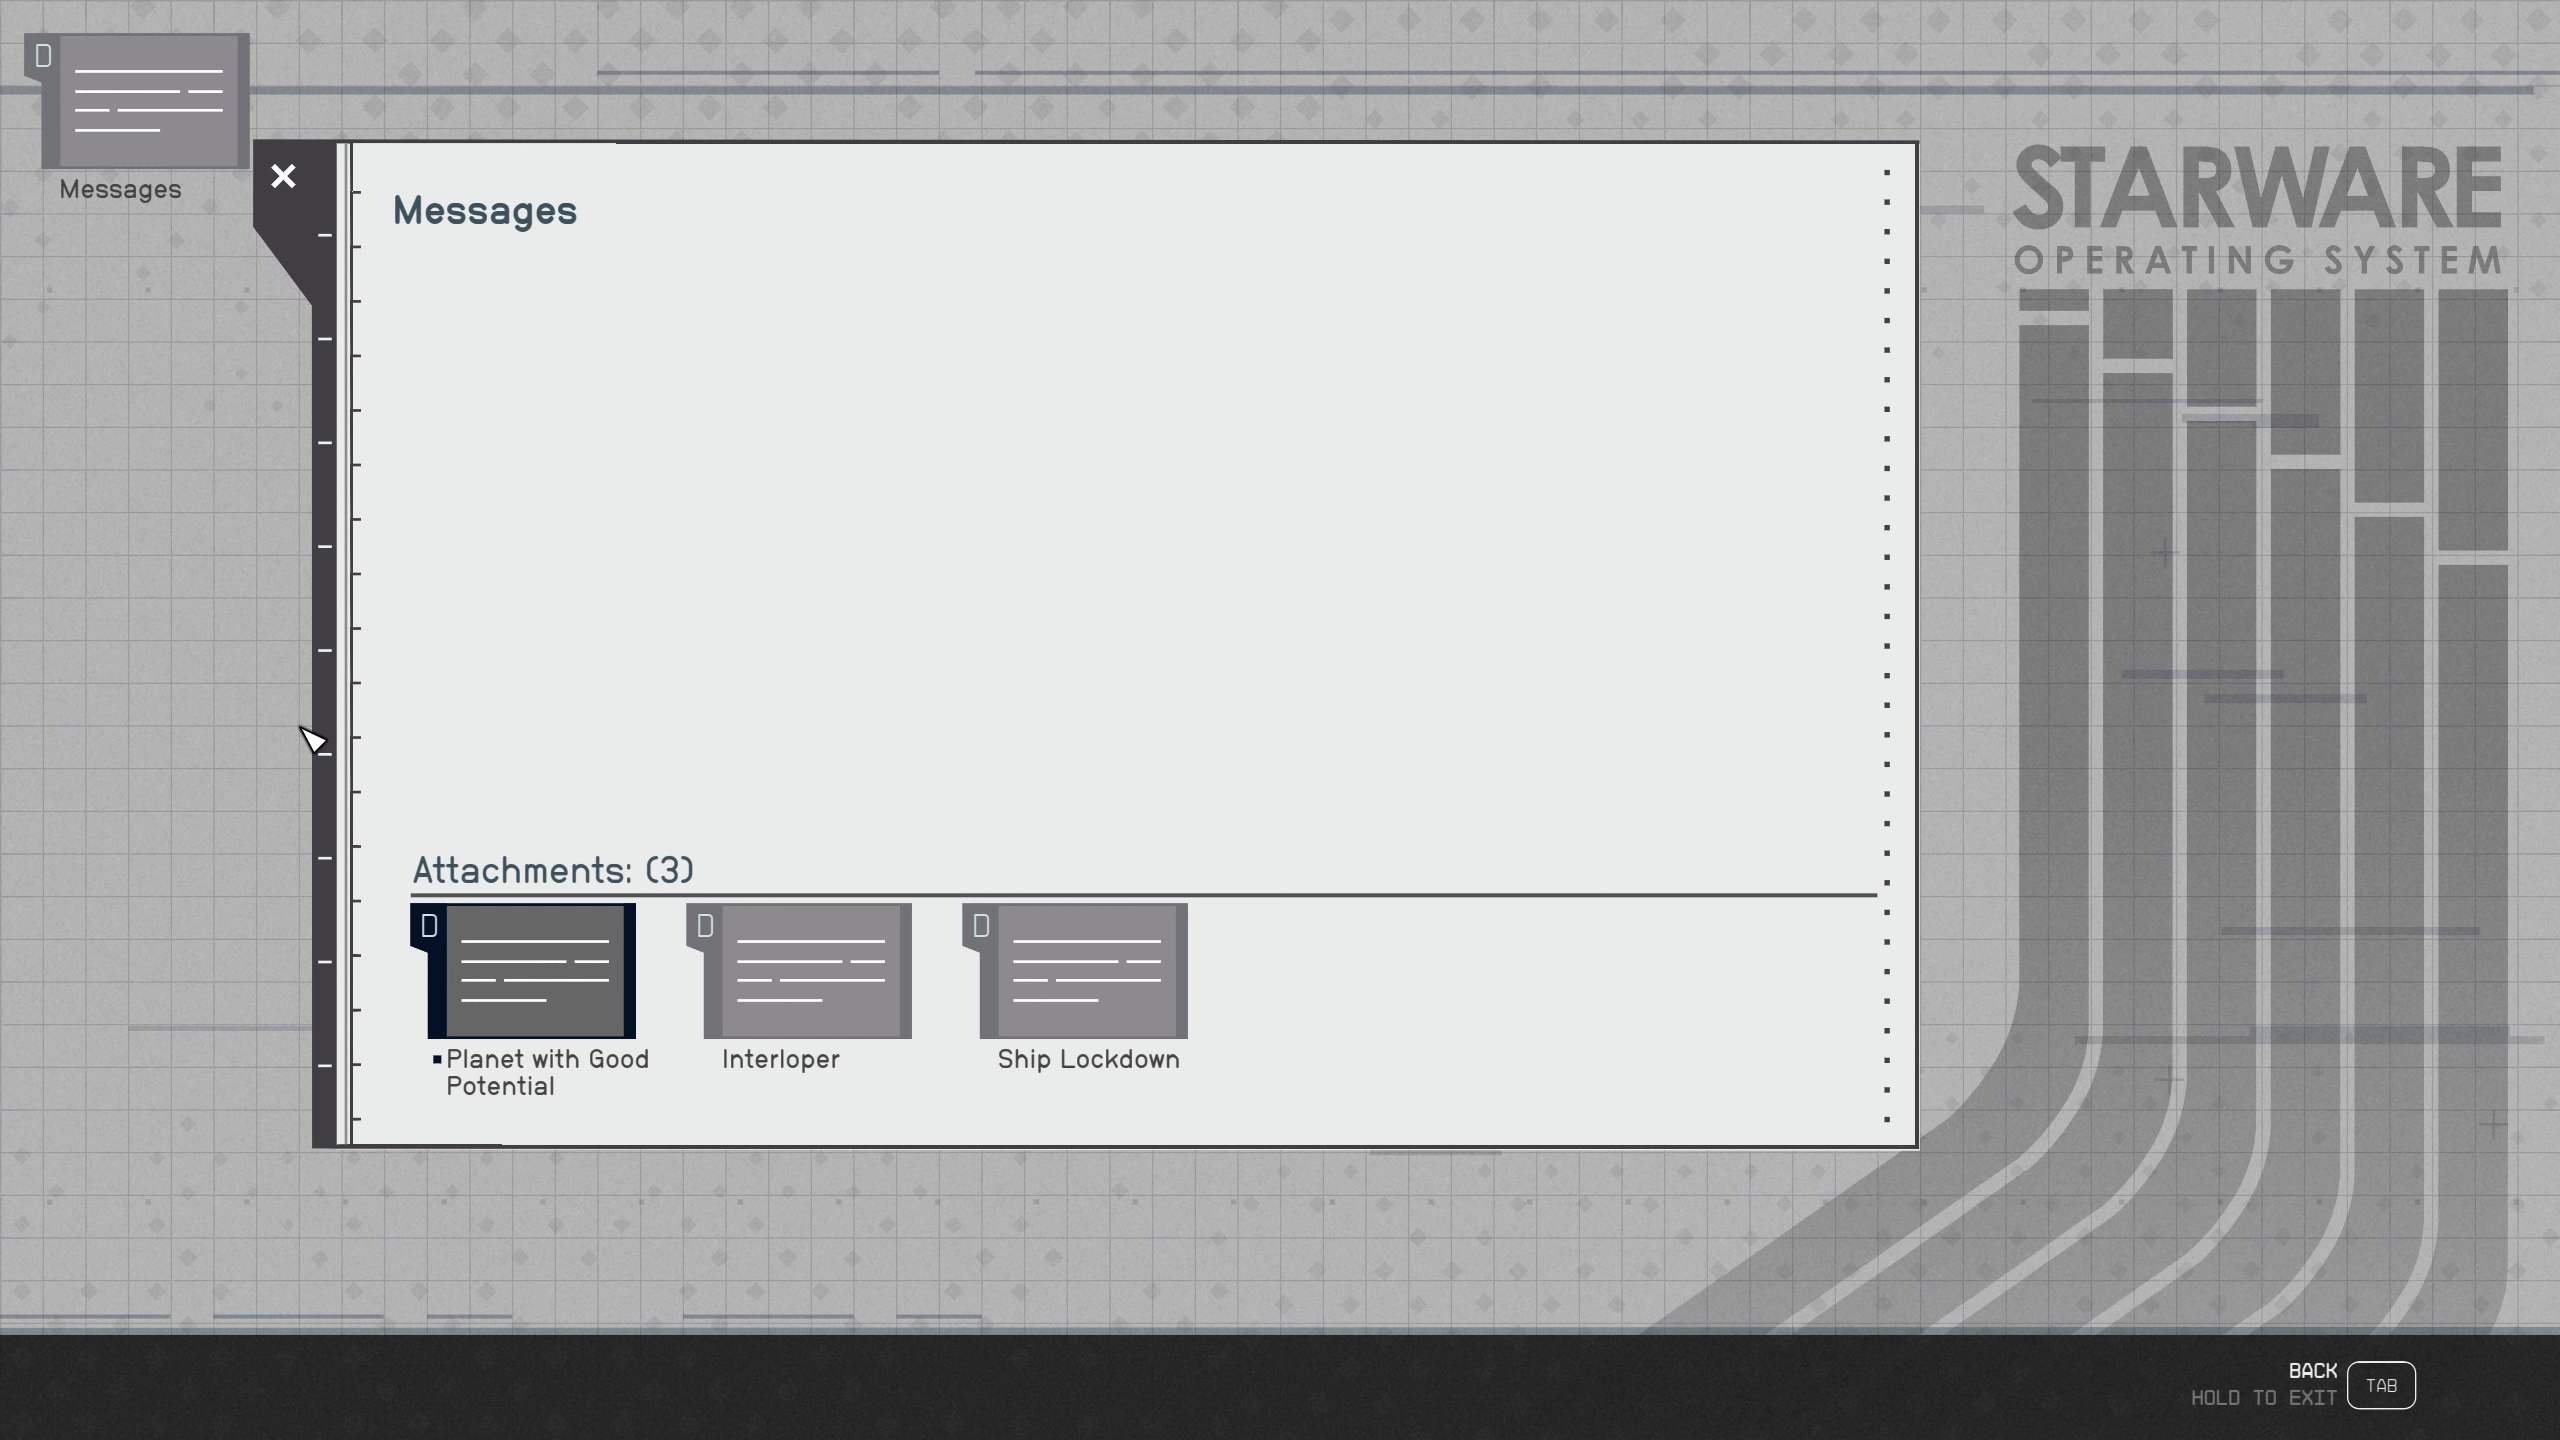 D
Messages
Messages
STARWARE
OPERATING SYSTEM
Attachments: (3)
D
D
D
Planet with Good
Potential
Interloper
Ship Lockdown
BACK
HOLD TO EXIT
TAB